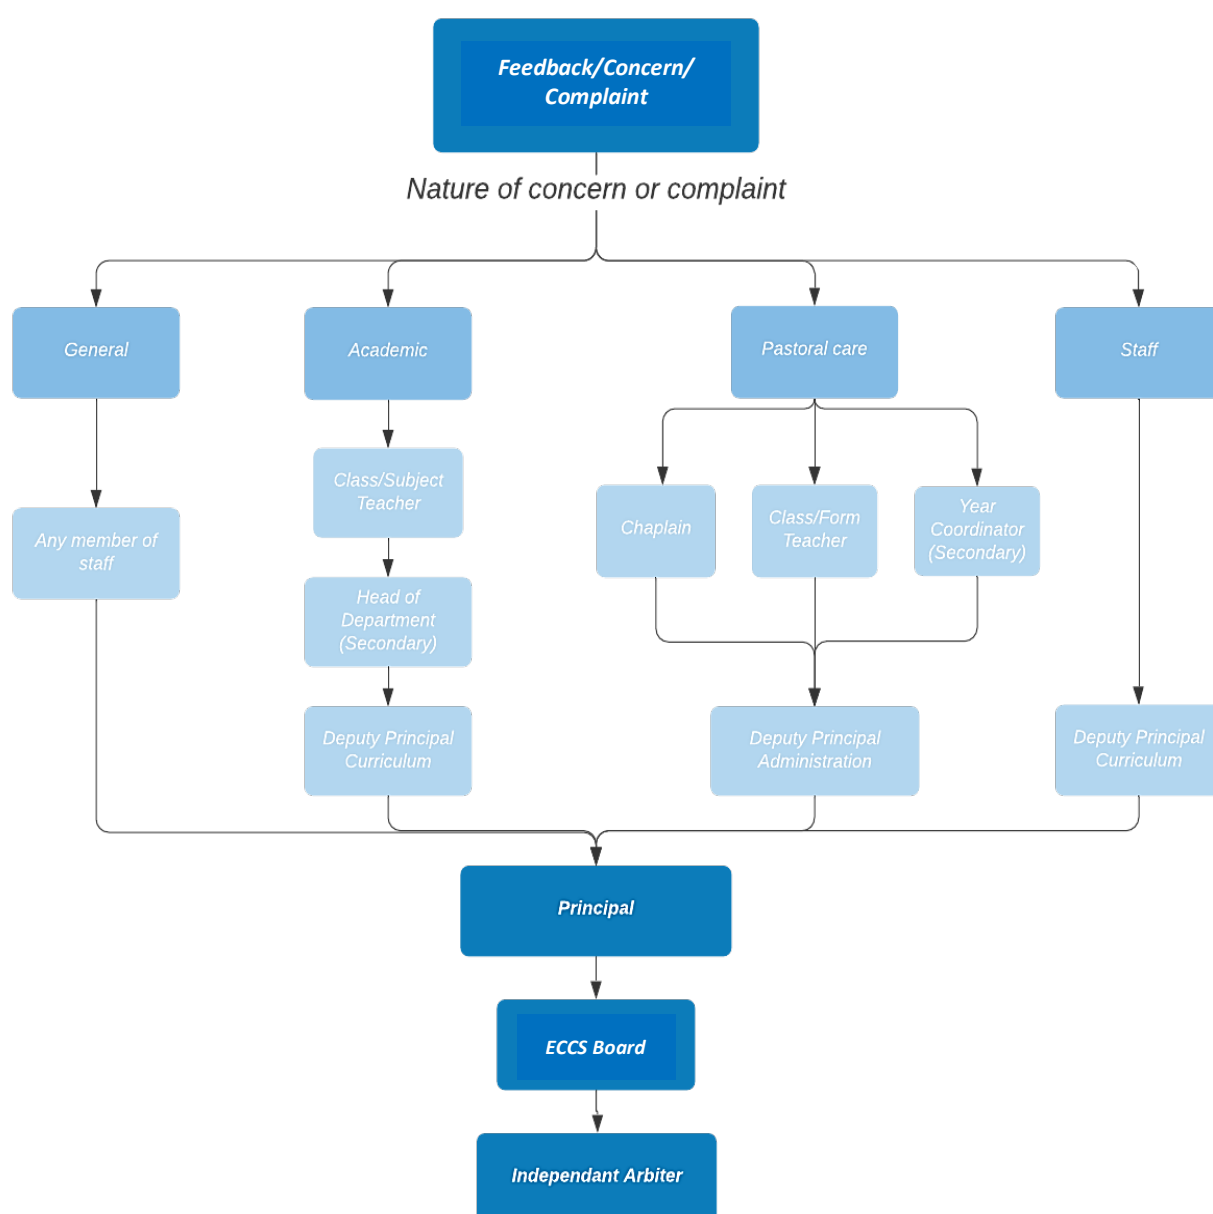 Feedback/Concern/
Complaint
Nature of concern or complaint
General
Academic
Pastoral care
Staff
Class/Subject
Teacher
Any member of
staff
Chaplain
Class/Form
Teacher
Year
Coordinator
(Secondary)
Head of
Department
(Secondary)
Deputy Principal
Curriculum
Deputy Principal
Administration
Deputy Principal
Curriculum
Principal
ECCS Board
Independant Arbiter